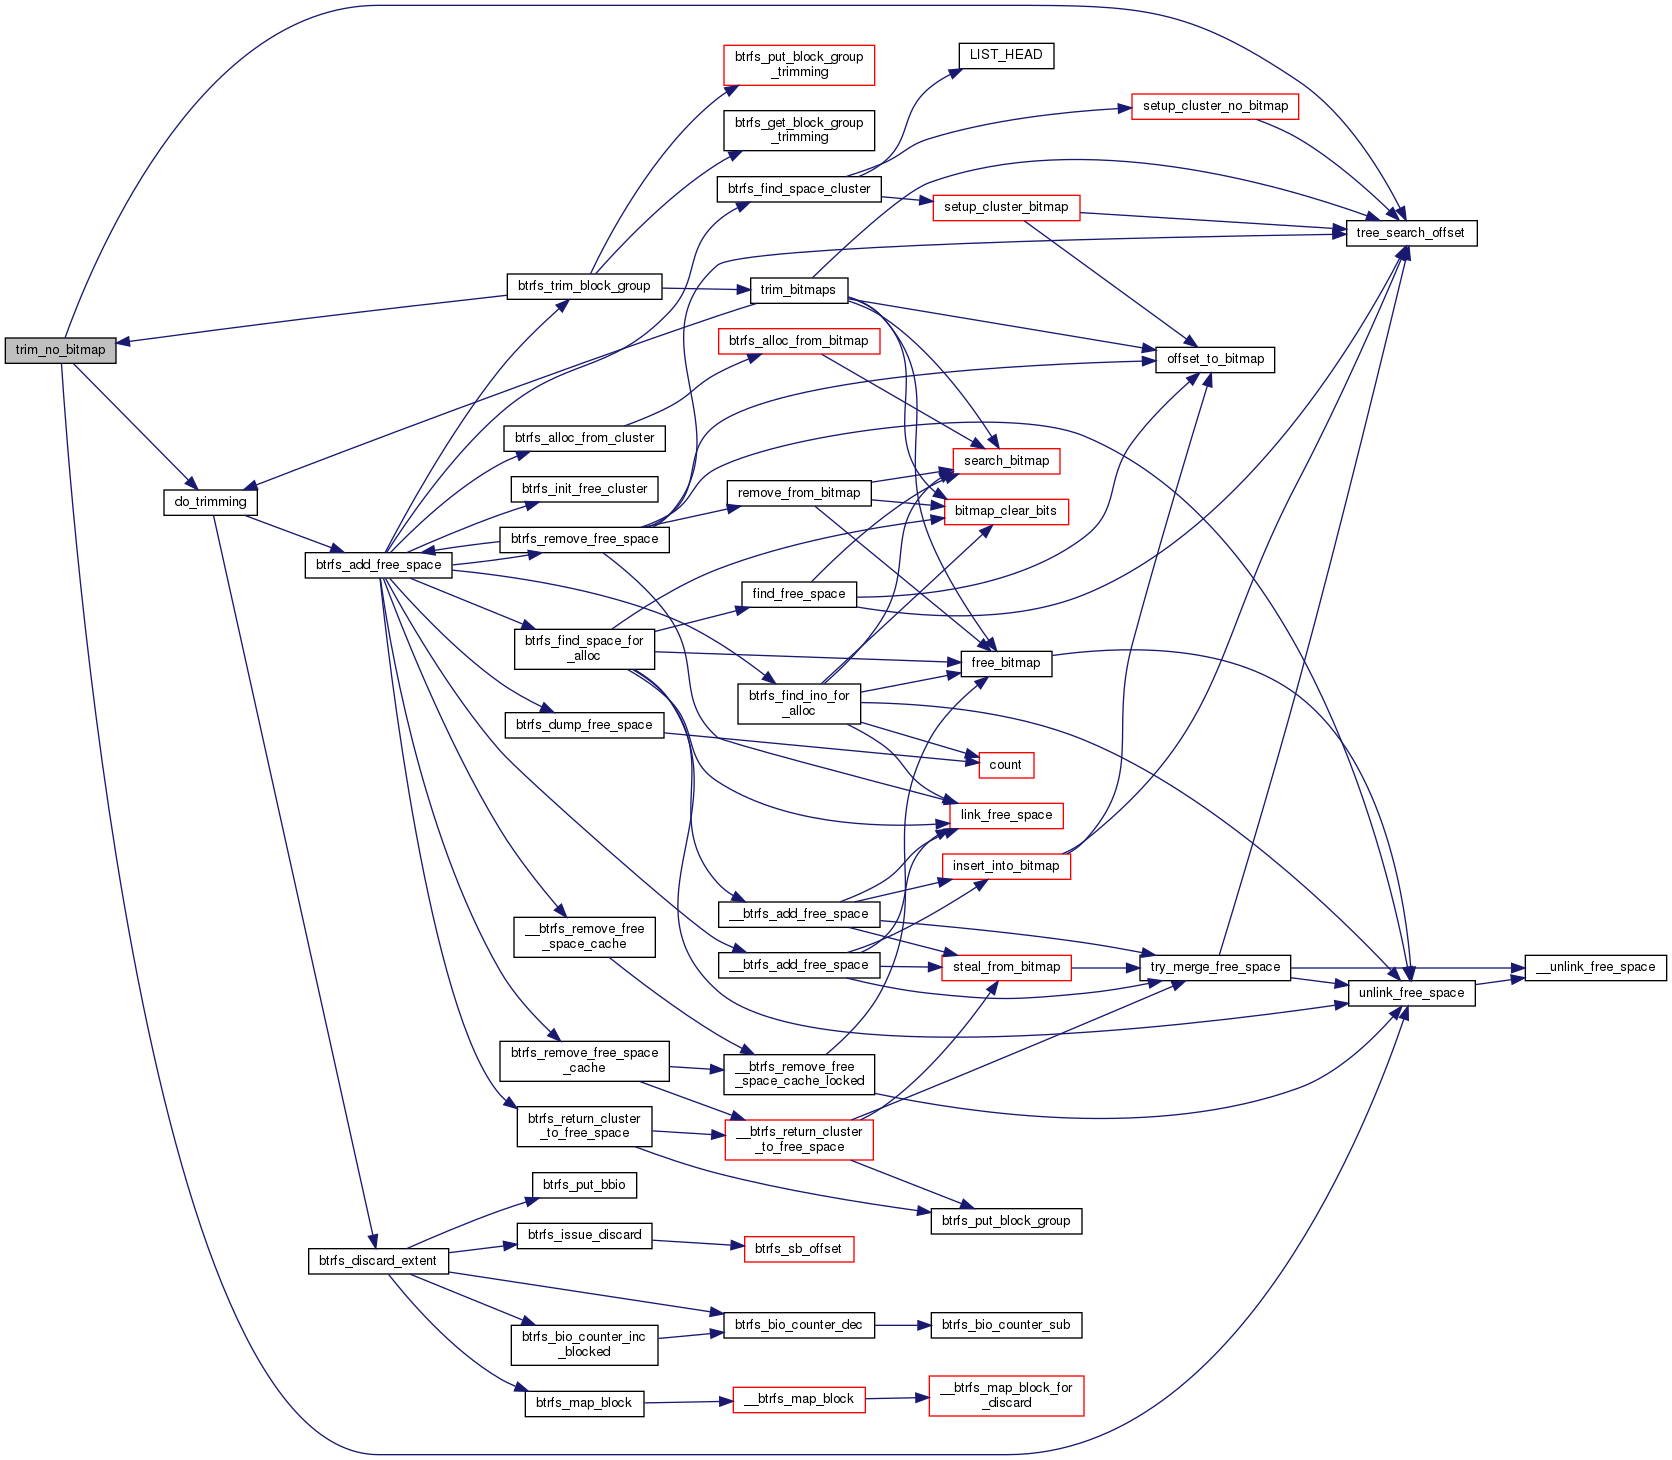 LIST_HEAD
btrfs_put_block_group
_trimming
setup_cluster_no_bitmap
btrfs_get_block_group
_trimming
btrfs_find_space_cluster
setup_cluster_bitmap
tree_search_offset
btrfs_trim_block_group
trim_bitmaps
trim_no_bitmap
btrfs_alloc_from_bitmap
offset_to_bitmap
btrfs_alloc_from_cluster
search_bitmap
btrfs_init_free_cluster
remove_from_bitmap
do_trimming
bitmap_clear_bits
btrfs_remove_free_space
btrfs_add_free_space
find_free_space
btrfs_find_space_for
_alloc
free_bitmap
btrfs_find_ino_for
_alloc
btrfs_dump_free_space
count
link_free_space
insert_into_bitmap
__btrfs_add_free_space
__btrfs_remove_free
_space_cache
__btrfs_add_free_space
steal_from_bitmap
try_merge_free_space
__unlink_free_space
unlink_free_space
btrfs_remove_free_space
_cache
__btrfs_remove_free
_space_cache_locked
btrfs_return_cluster
_to_free_space
__btrfs_return_cluster
_to_free_space
btrfs_put_bbio
btrfs_put_block_group
btrfs_issue_discard
btrfs_sb_offset
btrfs_discard_extent
btrfs_bio_counter_dec
btrfs_bio_counter_sub
btrfs_bio_counter_inc
_blocked
btrfs_map_block
__btrfs_map_block
__btrfs_map_block_for
_discard